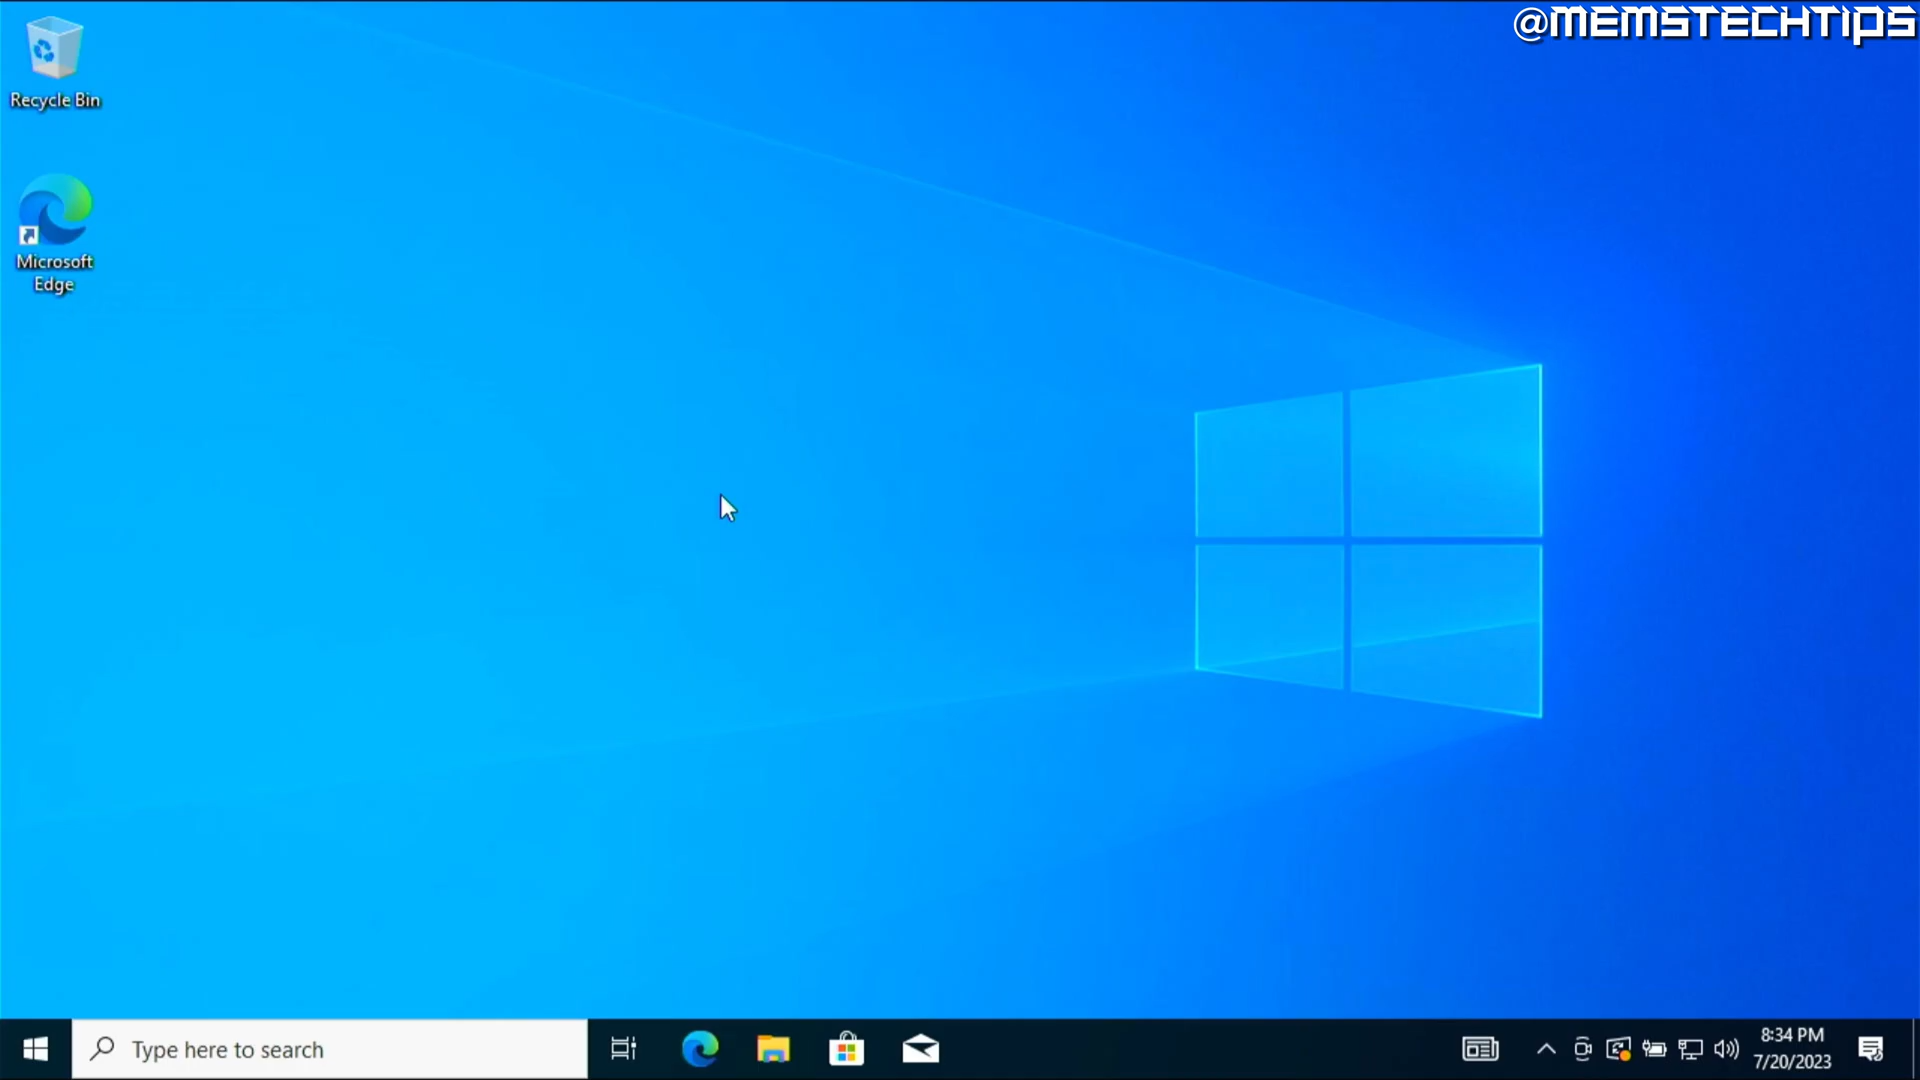 @MEMSTECHTIPS
Recycle Bin
Microsoft
Edge
Type here to search
8:34 PM
7/20/2023